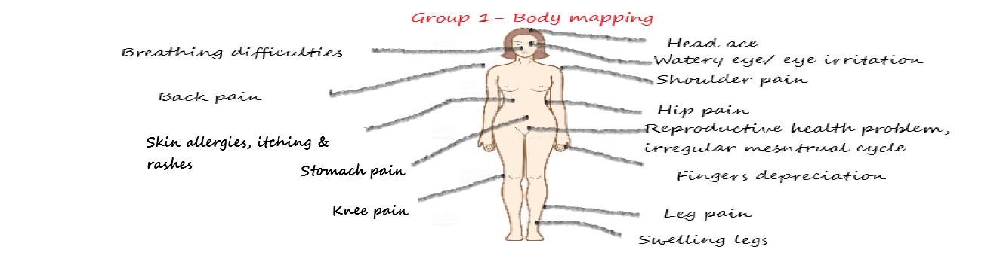 Group 1- Body mapping
Head ace
Breathing difficulties
Watery eye/ eye irritation
Shoulder pain
Back pain
Hip pain
Reproductive health problem,
irregular mesntrual cycle
Skin allergies, itching &
rashes
Stomach pain
Fingers depreciation
Knee pain
Leg pain
Swelling legs